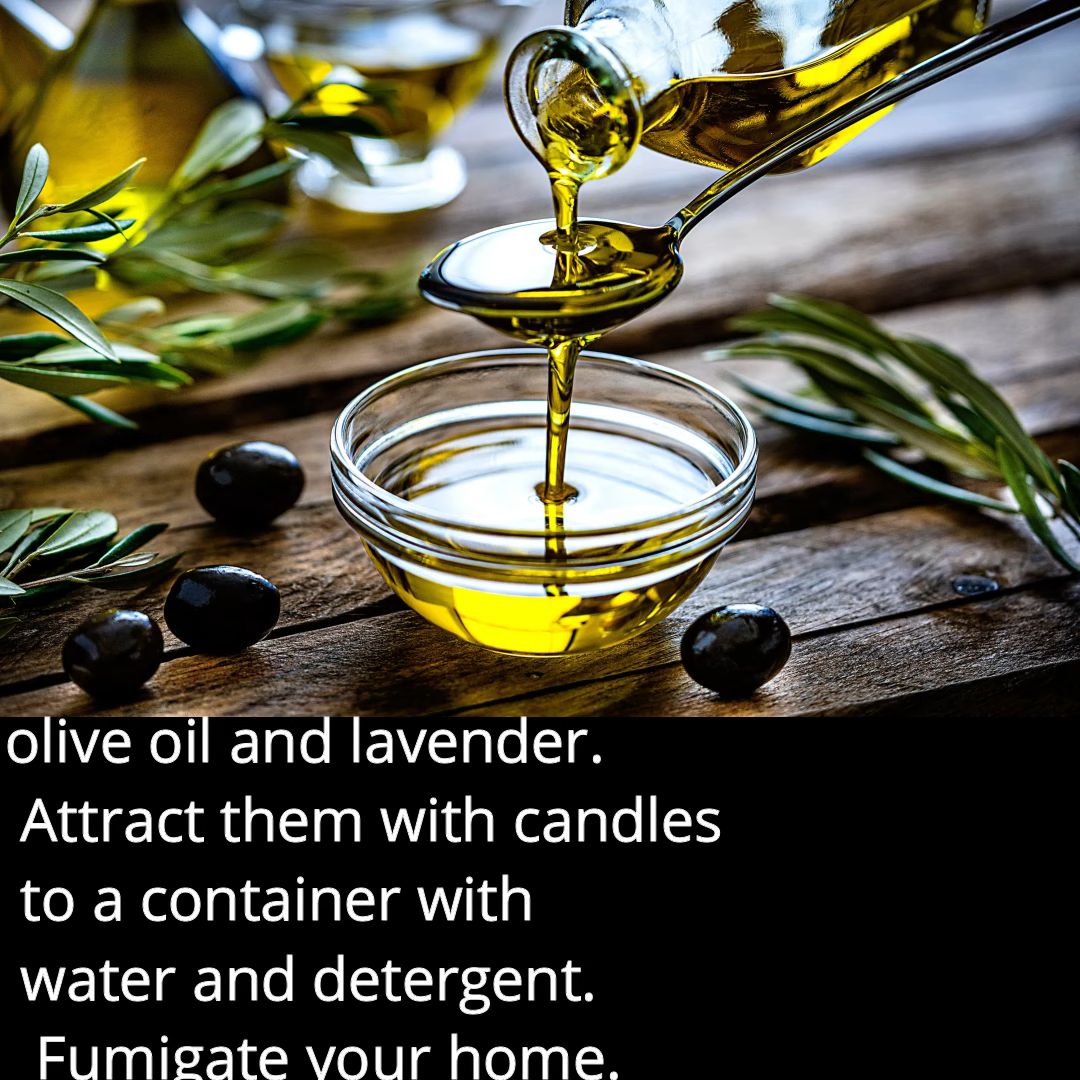 olive oil and lavender.
Attract them with candles
to a container with
water and detergent.
Fumigate your home.